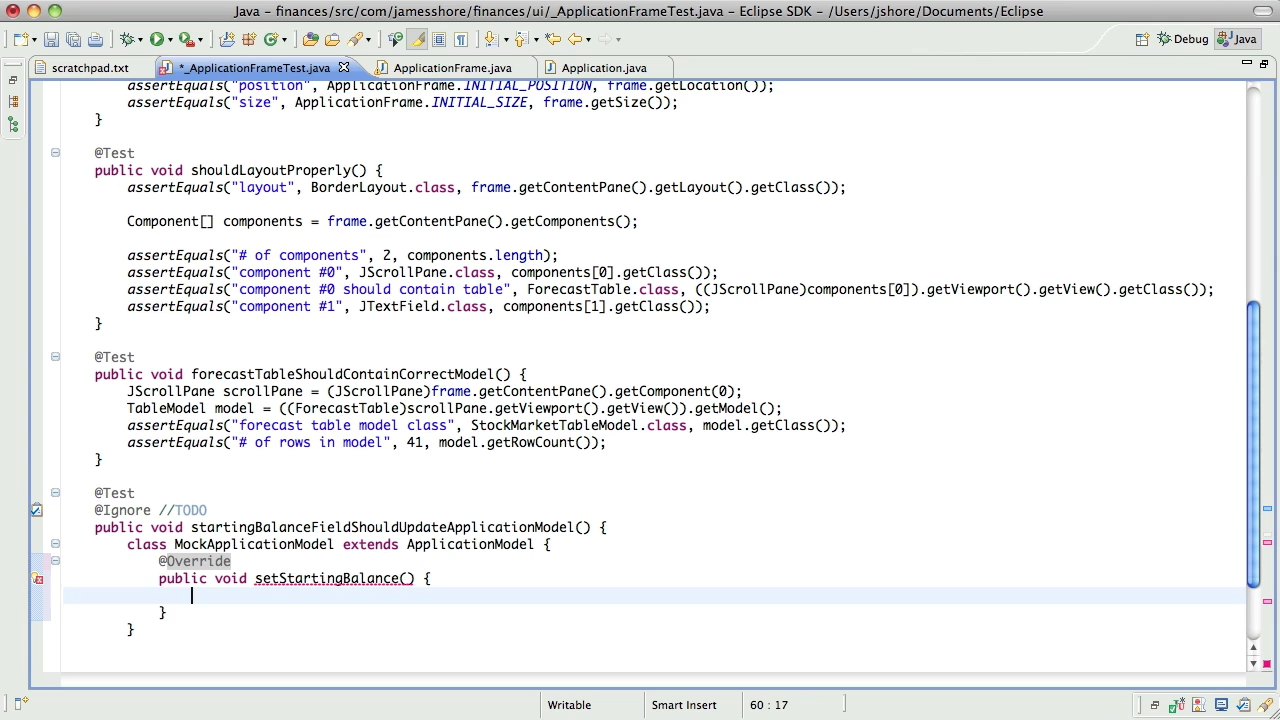 Java - finances/src/com/jamesshore/finances/ui/_ApplicationFrameTest.java - Eclipse SDK - /Users/jshore/Documents/Eclipse
Debug Java
scratchpad.txt *_ApplicationFrameTest.java ApplicationFrame.java Application.java
assertEquals("position", ApplicationFrame.INITIAL_POSITION, frame.getLocation());
assertEquals("size", ApplicationFrame.INITIAL_SIZE, frame.getSize());
}
@Test
public void shouldLayoutProperly() {
assertEquals("layout", BorderLayout.class, frame.getContentPane().getLayout().getClass());
Component[] components = frame.getContentPane().getComponents();
assertEquals("# of components", 2, components.length);
assertEquals("component #0", JScrollPane.class, components[0].getClass());
assertEquals("component #0 should contain table", ForecastTable.class, ((JScrollPane)components[0]).getViewport().getView().getClass());
assertEquals("component #1", JTextField.class, components[1].getClass());
}
@Test
public void forecastTableShouldContainCorrectModel() {
JScrollPane scrollPane = (JScrollPane)frame.getContentPane().getComponent(0);
TableModel model = ((ForecastTable)scrollPane.getViewport().getView()).getModel();
assertEquals("forecast table model class", StockMarketTableModel.class, model.getClass());
assertEquals("# of rows in model", 41, model.getRowCount());
}
@Test
@Ignore //TODO
public void startingBalanceFieldShouldUpdateApplicationModel() {
class MockApplicationModel extends ApplicationModel {
@Override
public void setStartingBalance() {
}
}
Writable Smart Insert 60 : 17